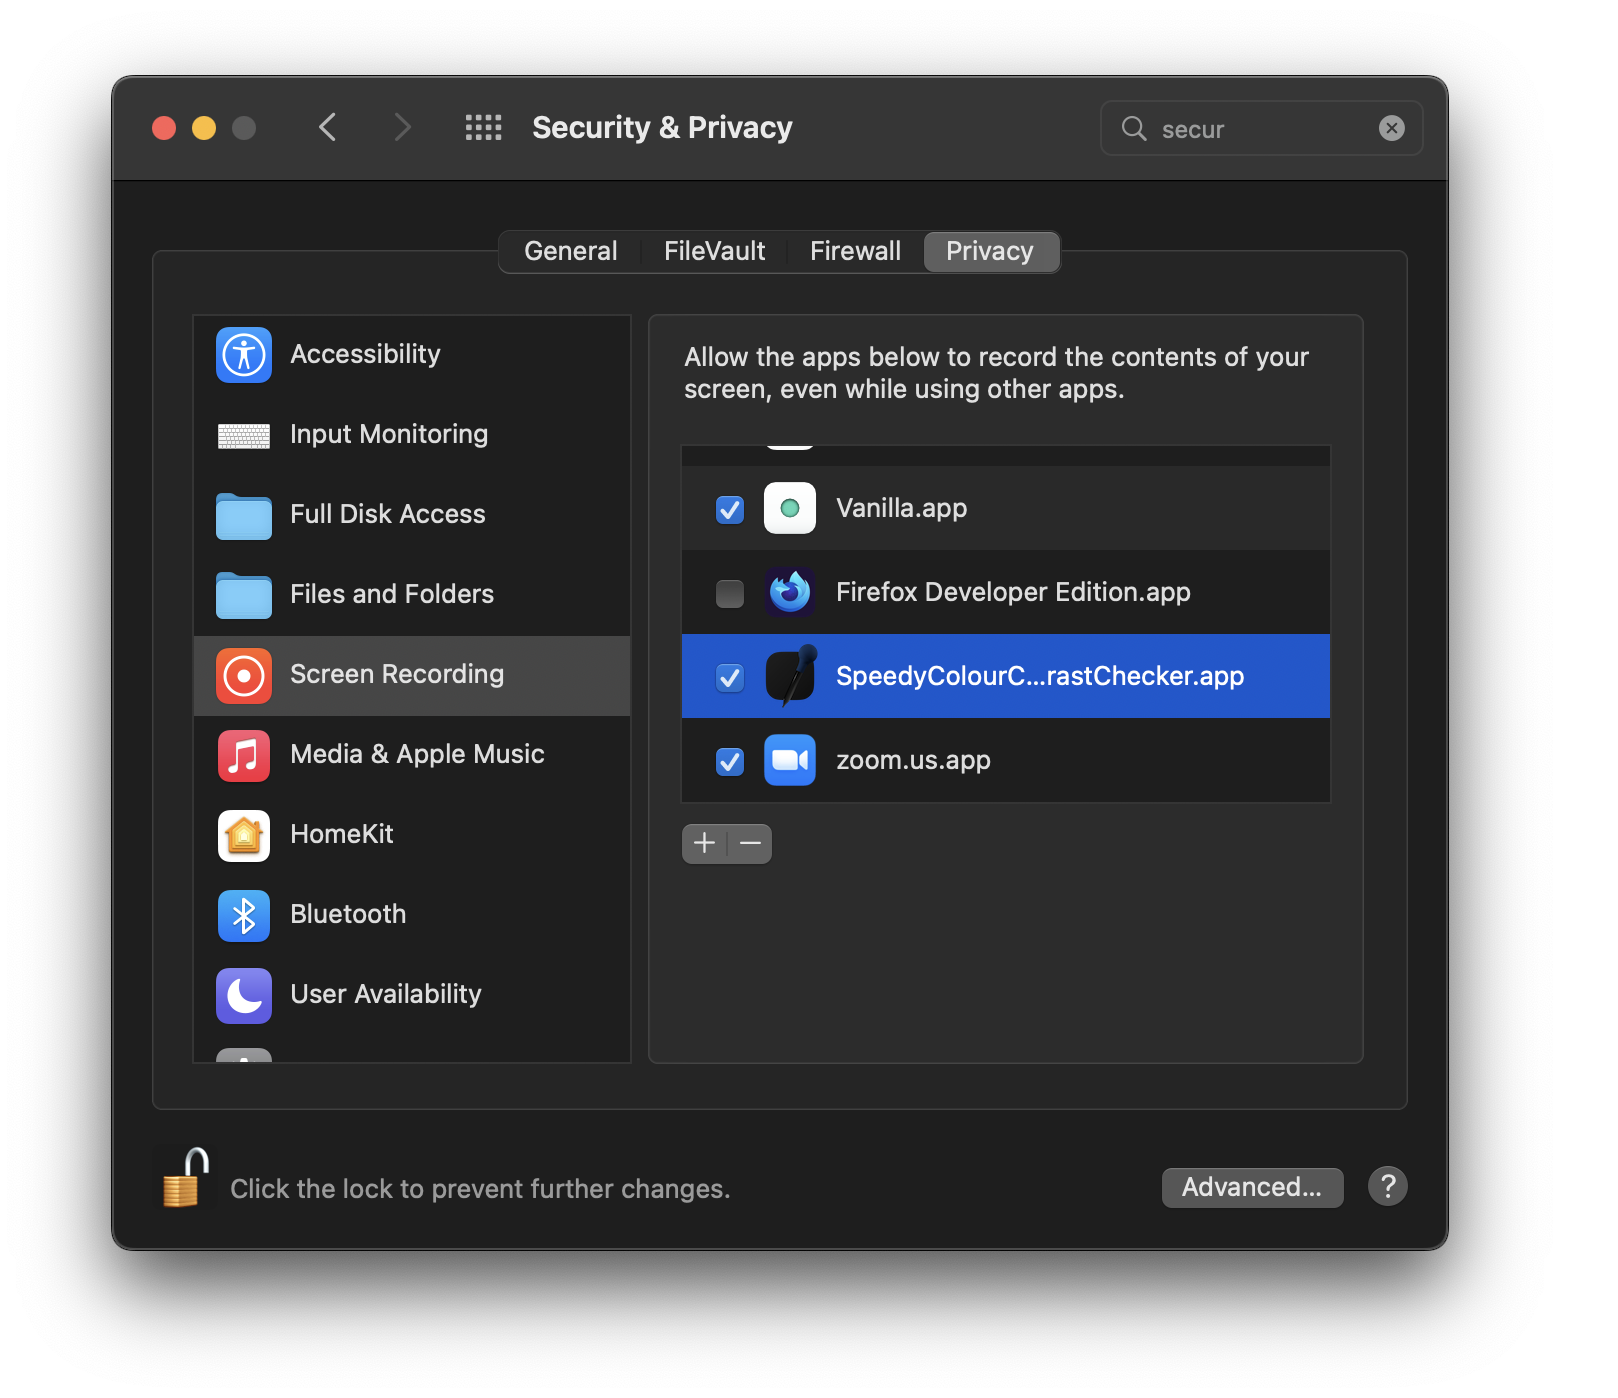 Security & Privacy
secur
General
FileVault
Firewall
Privacy
Accessibility
Input Monitoring
Full Disk Access
Files and Folders
Screen Recording
Media & Apple Music
HomeKit
Bluetooth
User Availability
Allow the apps below to record the contents of your
screen, even while using other apps.
Vanilla.app
Firefox Developer Edition.app
SpeedyColourC...rastChecker.app
zoom.us.app
Click the lock to prevent further changes.
Advanced...
?